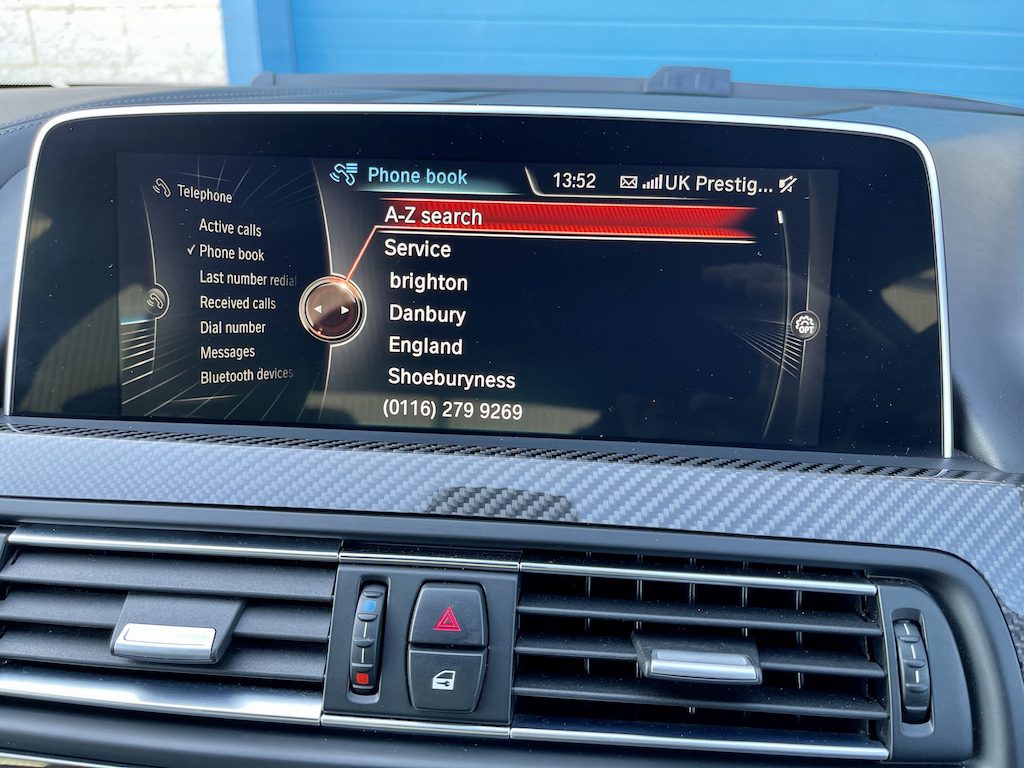 Telephone
Active calls
Phone book
Last number redial
Received calls
Dial number
Messages
Bluetooth devices
Phone book
13:52
UK Prestig...
A-Z search
Service
brighton
Danbury
England
Shoeburyness
(0116) 279 9269
OPT